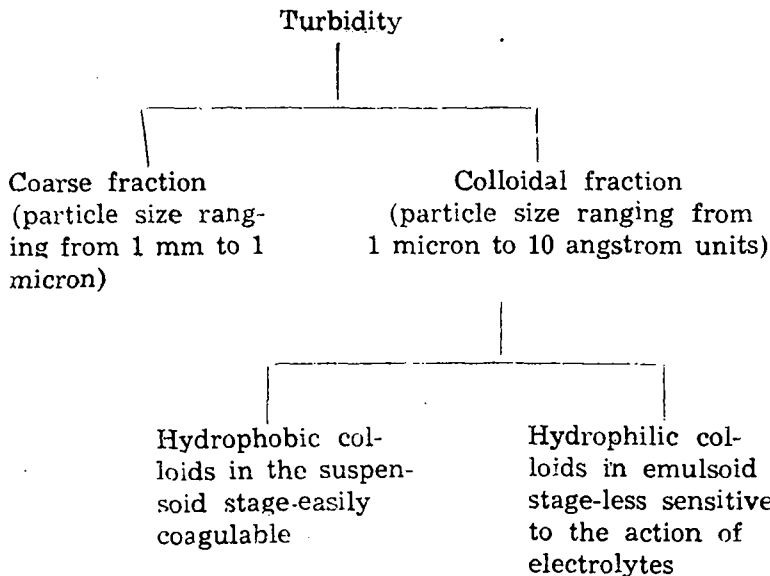 Turbidity
Coarse fraction
(particle size rang-
ing from 1 mm to 1
micron)
Colloidal fraction
(particle size ranging from
1 micron to 10 angstrom units)
Hydrophobic col-
loids in the suspen-
soid stage-easily
coagulable
Hydrophilic col-
loids in emulsoid
stage-less sensitive
to the action of
electrolytes